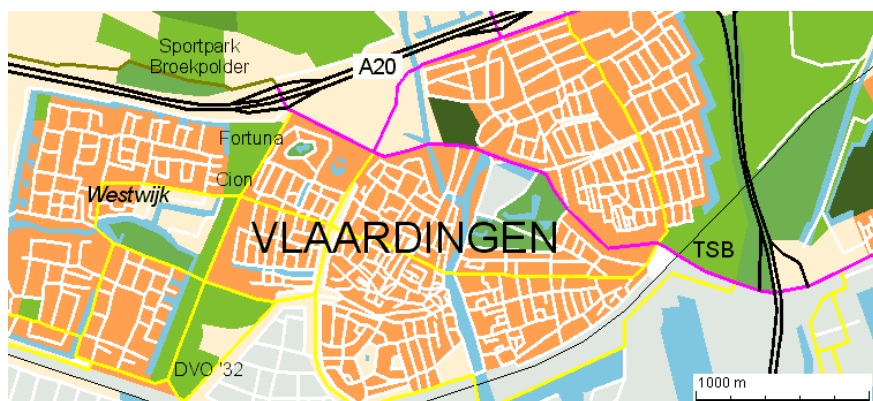 Sportpark
Broekpolder
A20
Fortuna
Cion
Westwijk
VLAARDINGEN
TSB
DVO '32
1000 m